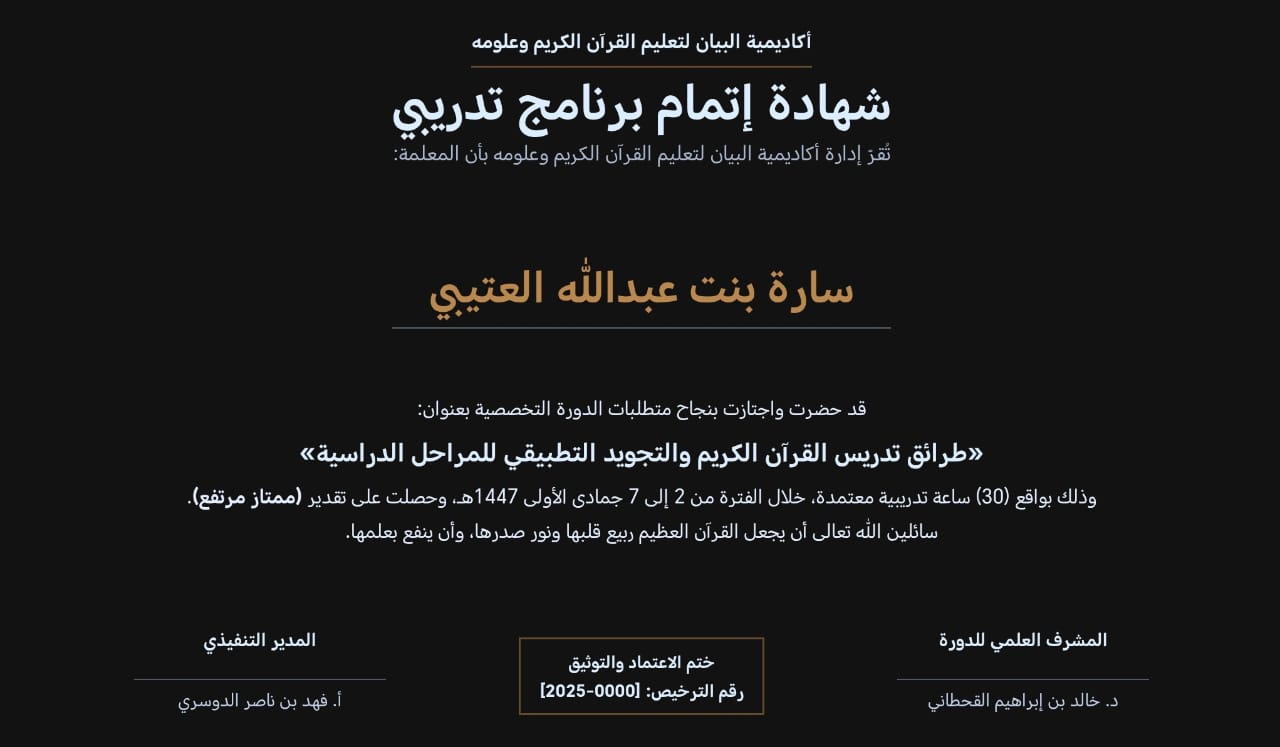 أكاديمية البيان لتعليم القرآن الكريم وعلومه
شهادة إتمام برنامج تدريبي
تُقرّ إدارة أكاديمية البيان لتعليم القرآن الكريم وعلومه بأن المعلمة:
سارة بنت عبدالله العتيبي
قد حضرت واجتازت بنجاح متطلبات الدورة التخصصية بعنوان:
«طرائق تدريس القرآن الكريم والتجويد التطبيقي للمراحل الدراسية»
وذلك بواقع (30) ساعة تدريبية معتمدة، خلال الفترة من 2 إلى 7 جمادى الأولى 1447هـ، وحصلت على تقدير (ممتاز مرتفع).
سائلين الله تعالى أن يجعل القرآن العظيم ربيع قلبها ونور صدرها، وأن ينفع بعلمها.
المشرف العلمي للدورة
د. خالد بن إبراهيم القحطاني
ختم الاعتماد والتوثيق
رقم الترخيص: [0000-2025]
المدير التنفيذي
أ. فهد بن ناصر الدوسري